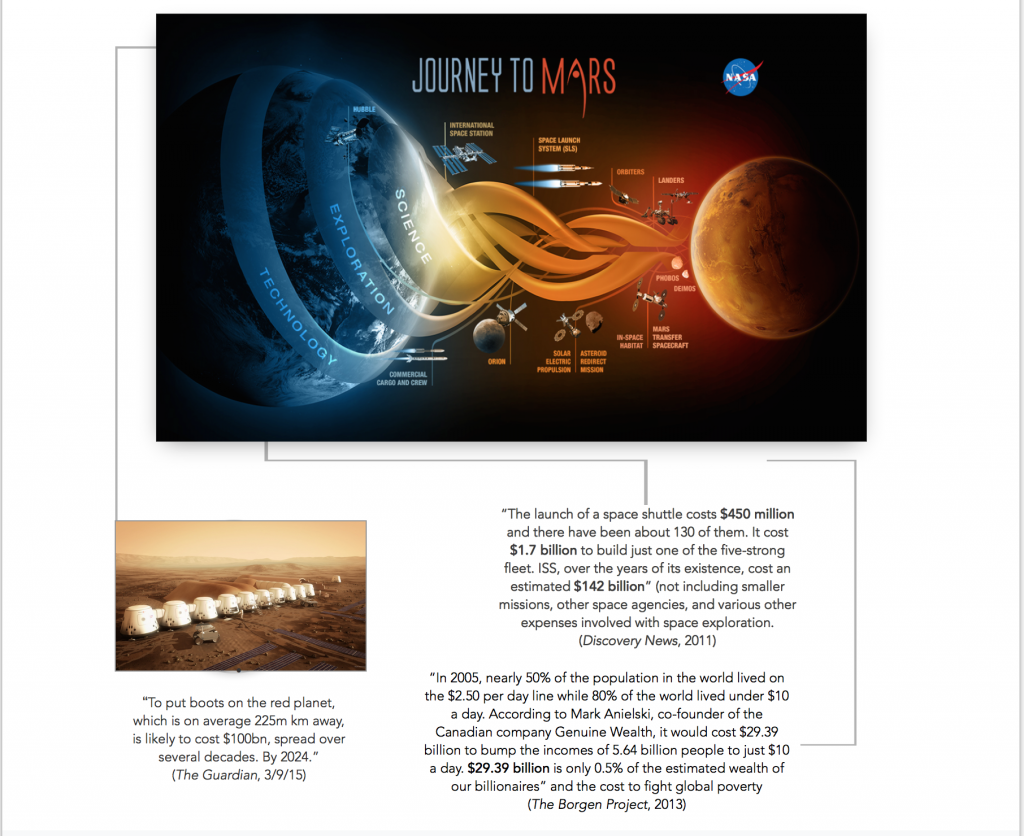 JOURNEY TO MARS
NASA
HUBBLE
INTERNATIONAL
SPACE STATION
SPACE LAUNCH
SYSTEM (SLS)
ORBITERS
LANDERS
SCIENCE
EXPLORATION
TECHNOLOGY
PHOBOS
DEIMOS
COMMERCIAL
CARGO AND CREW
ORION
SOLAR
ELECTRIC
PROPULSION
ASTEROID
REDIRECT
MISSION
IN-SPACE
HABITAT
MARS
TRANSFER
SPACECRAFT
“To put boots on the red planet,
which is on average 225m km away,
is likely to cost $100bn, spread over
several decades. By 2024.”
(The Guardian, 3/9/15)
“The launch of a space shuttle costs $450 million
and there have been about 130 of them. It cost
$1.7 billion to build just one of the five-strong
fleet. ISS, over the years of its existence, cost an
estimated $142 billion” (not including smaller
missions, other space agencies, and various other
expenses involved with space exploration.
(Discovery News, 2011)
“In 2005, nearly 50% of the population in the world lived on
the $2.50 per day line while 80% of the world lived under $10
a day. According to Mark Anielski, co-founder of the
Canadian company Genuine Wealth, it would cost $29.39
billion to bump the incomes of 5.64 billion people to just $10
a day. $29.39 billion is only 0.5% of the estimated wealth of
our billionaires” and the cost to fight global poverty
(The Borgen Project, 2013)